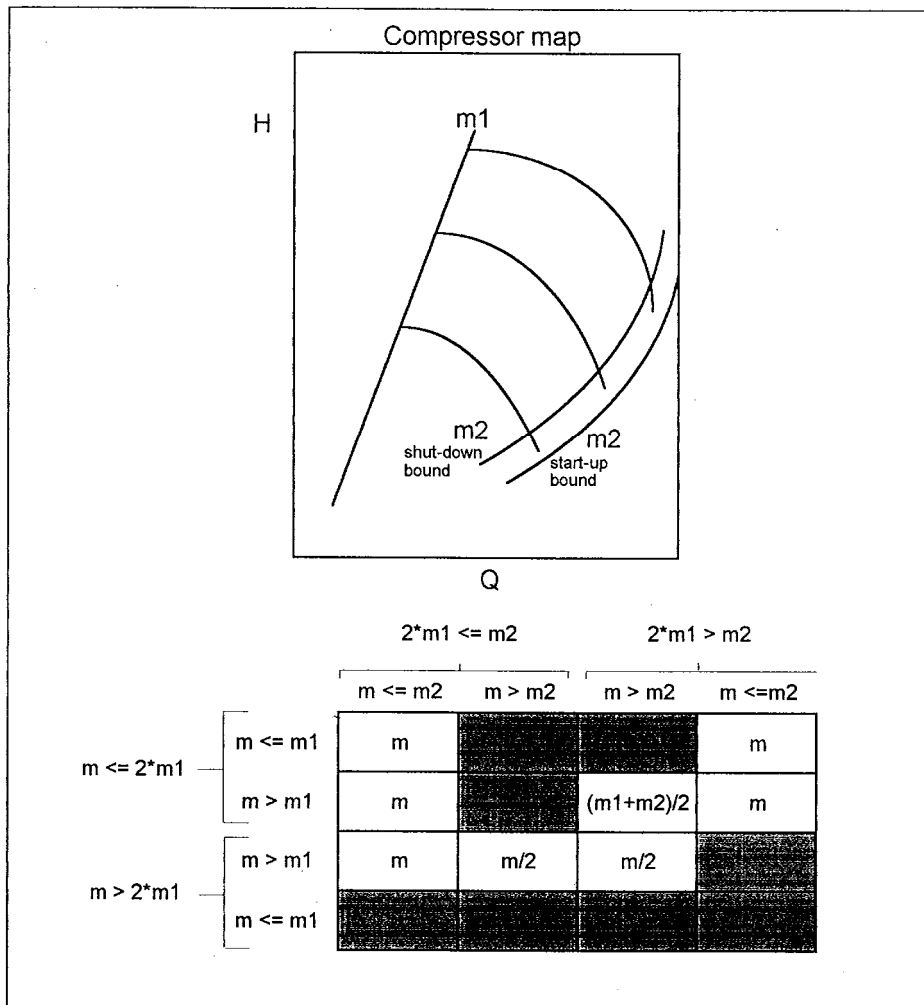 Compressor map
H
m1
m2
shut-down
bound
m2
start-up
bound
Q
2*m1 <= m2 2*m1 > m2
m <= m2 m > m2 m > m2 m <=m2
m <= 2*m1
m <= m1 m m
m > m1 m (m1+m2)/2 m
m > 2*m1
m > m1 m m/2 m/2
m <= m1